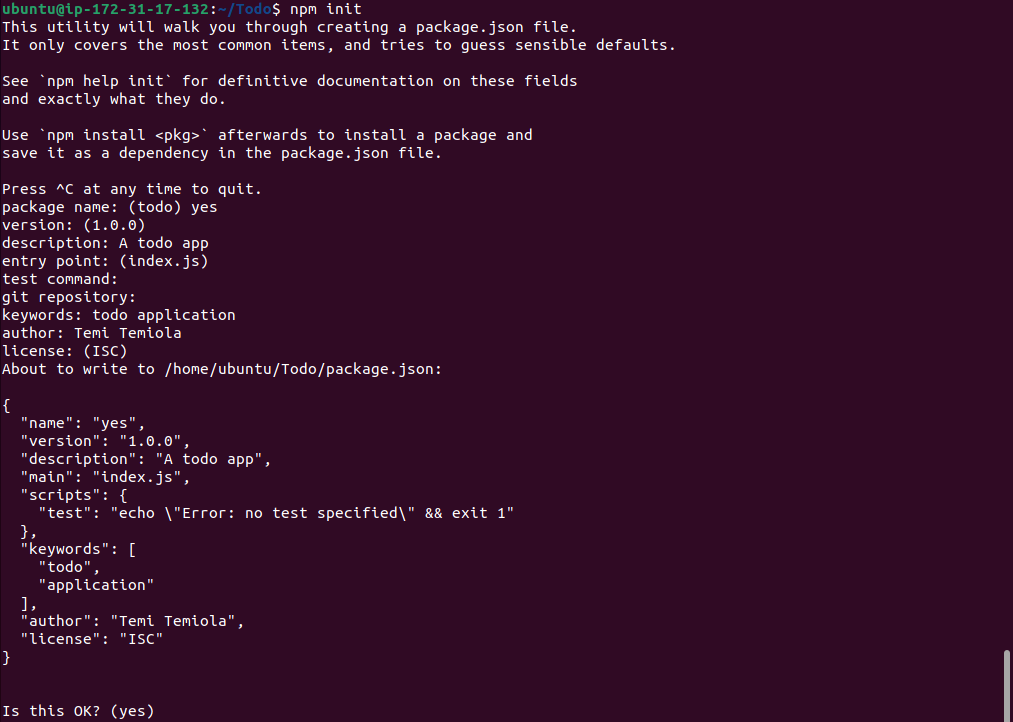 ubuntu@ip-172-31-17-132:~/Todo$ npm init
This utility will walk you through creating a package.json file.
It only covers the most common items, and tries to guess sensible defaults.

See `npm help init` for definitive documentation on these fields
and exactly what they do.

Use `npm install <pkg>` afterwards to install a package and
save it as a dependency in the package.json file.

Press ^C at any time to quit.
package name: (todo) yes
version: (1.0.0)
description: A todo app
entry point: (index.js)
test command:
git repository:
keywords: todo application
author: Temi Temiola
license: (ISC)
About to write to /home/ubuntu/Todo/package.json:

{
  "name": "yes",
  "version": "1.0.0",
  "description": "A todo app",
  "main": "index.js",
  "scripts": {
    "test": "echo \"Error: no test specified\" && exit 1"
  },
  "keywords": [
    "todo",
    "application"
  ],
  "author": "Temi Temiola",
  "license": "ISC"
}


Is this OK? (yes)